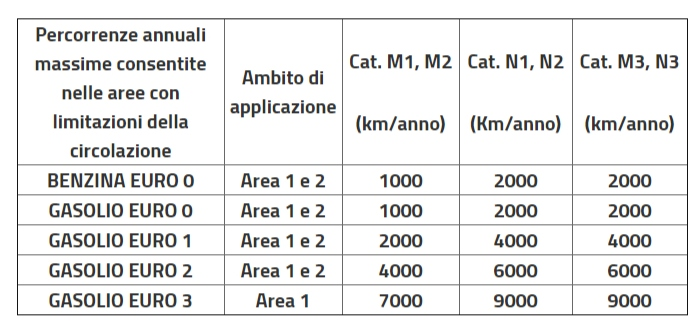 Percorrenze annuali
massime consentite
nelle aree con
limitazioni della
circolazione
Ambito di
applicazione
Cat. M1, M2
(km/anno)
Cat. N1, N2
(Km/anno)
Cat. M3, N3
(km/anno)
BENZINA EURO 0 Area 1 e 2 1000 2000 2000
GASOLIO EURO 0 Area 1 e 2 1000 2000 2000
GASOLIO EURO 1 Area 1 e 2 2000 4000 4000
GASOLIO EURO 2 Area 1 e 2 4000 6000 6000
GASOLIO EURO 3 Area 1 7000 9000 9000